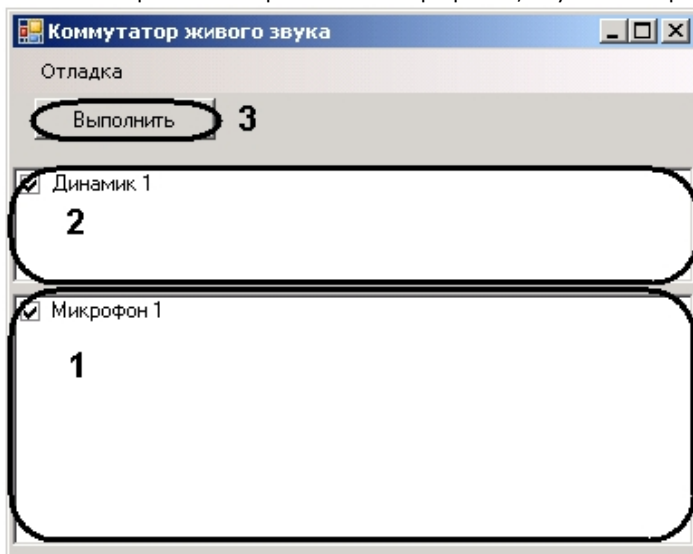 Коммутатор живого звука
Отладка
Выполнить 3
Динамик 1
2
Микрофон 1
1